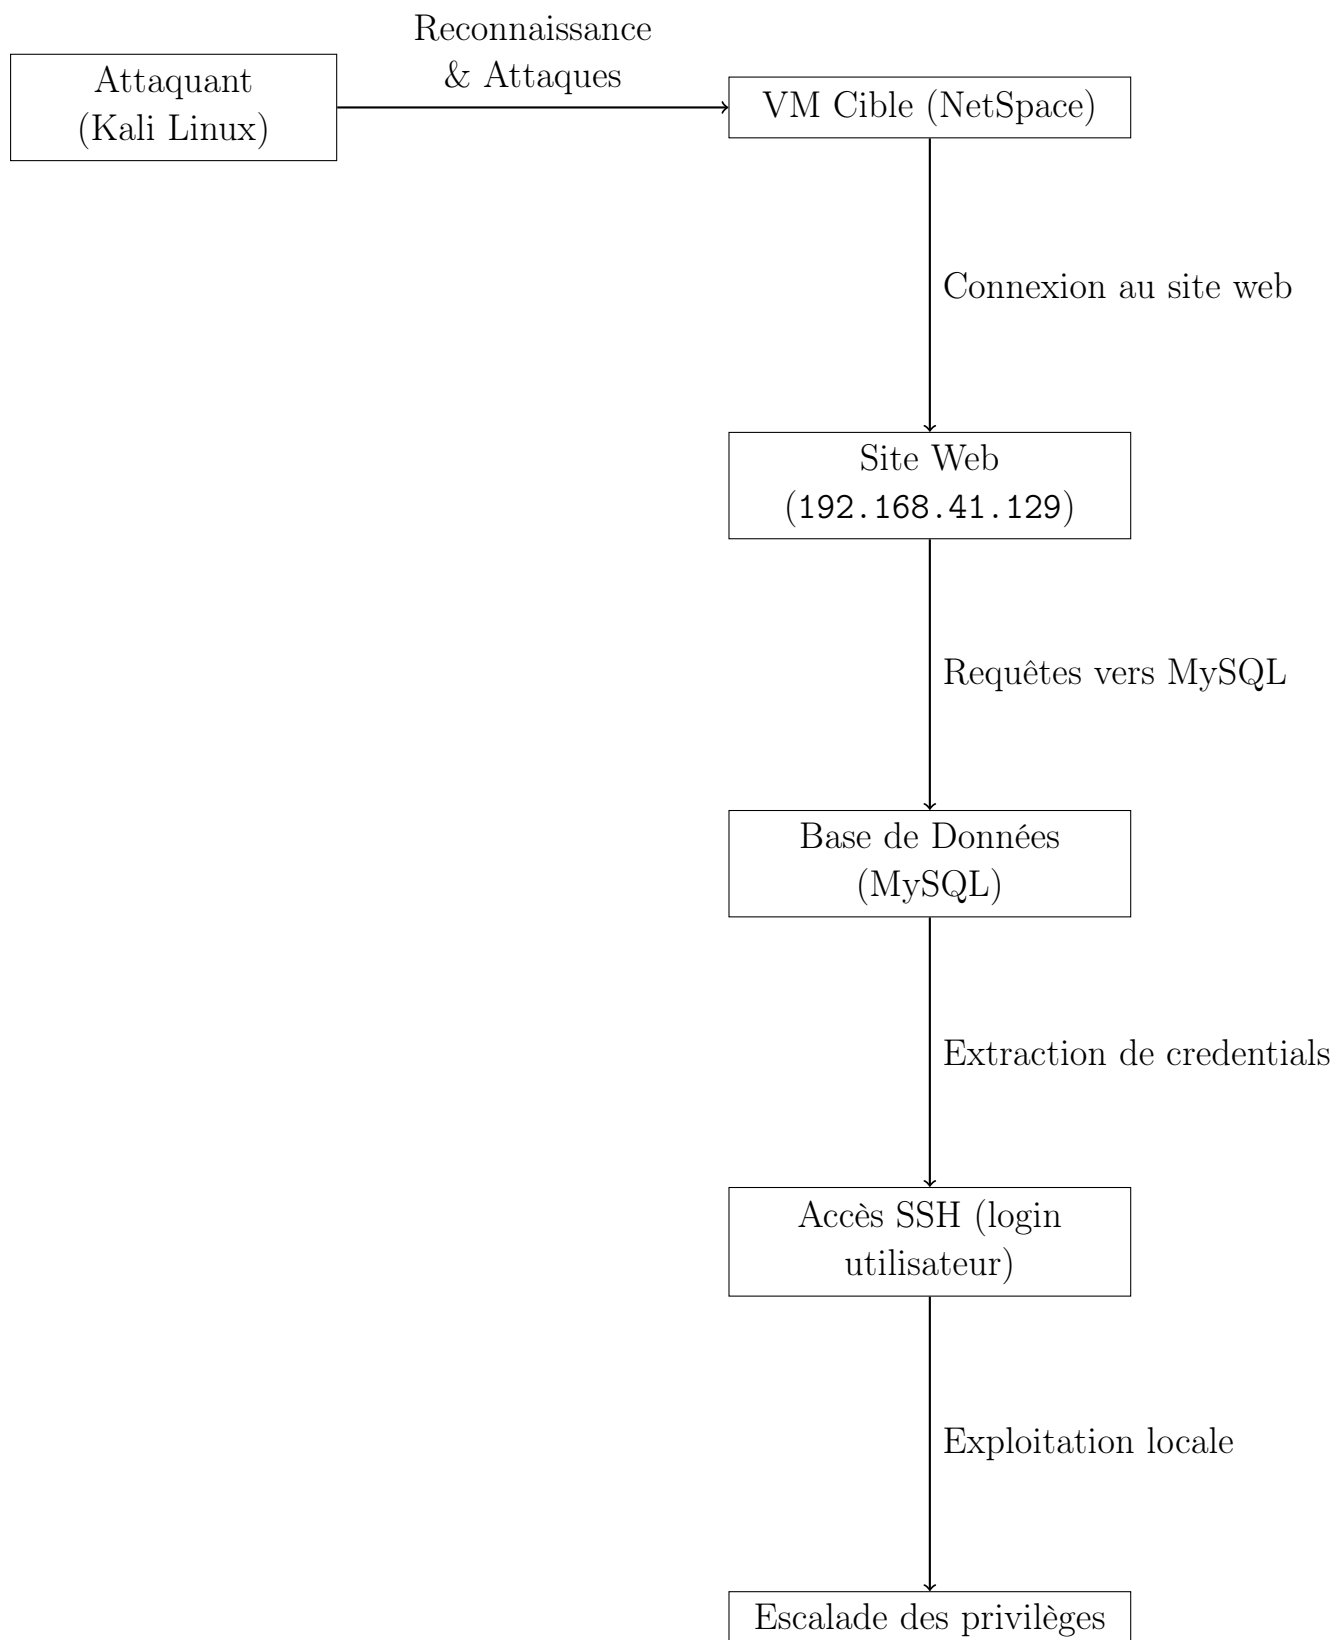 Reconnaissance
& Attaques
Attaquant
(Kali Linux)
VM Cible (NetSpace)
Connexion au site web
Site Web
(192.168.41.129)
Requêtes vers MySQL
Base de Données
(MySQL)
Extraction de credentials
Accès SSH (login
utilisateur)
Exploitation locale
Escalade des privilèges